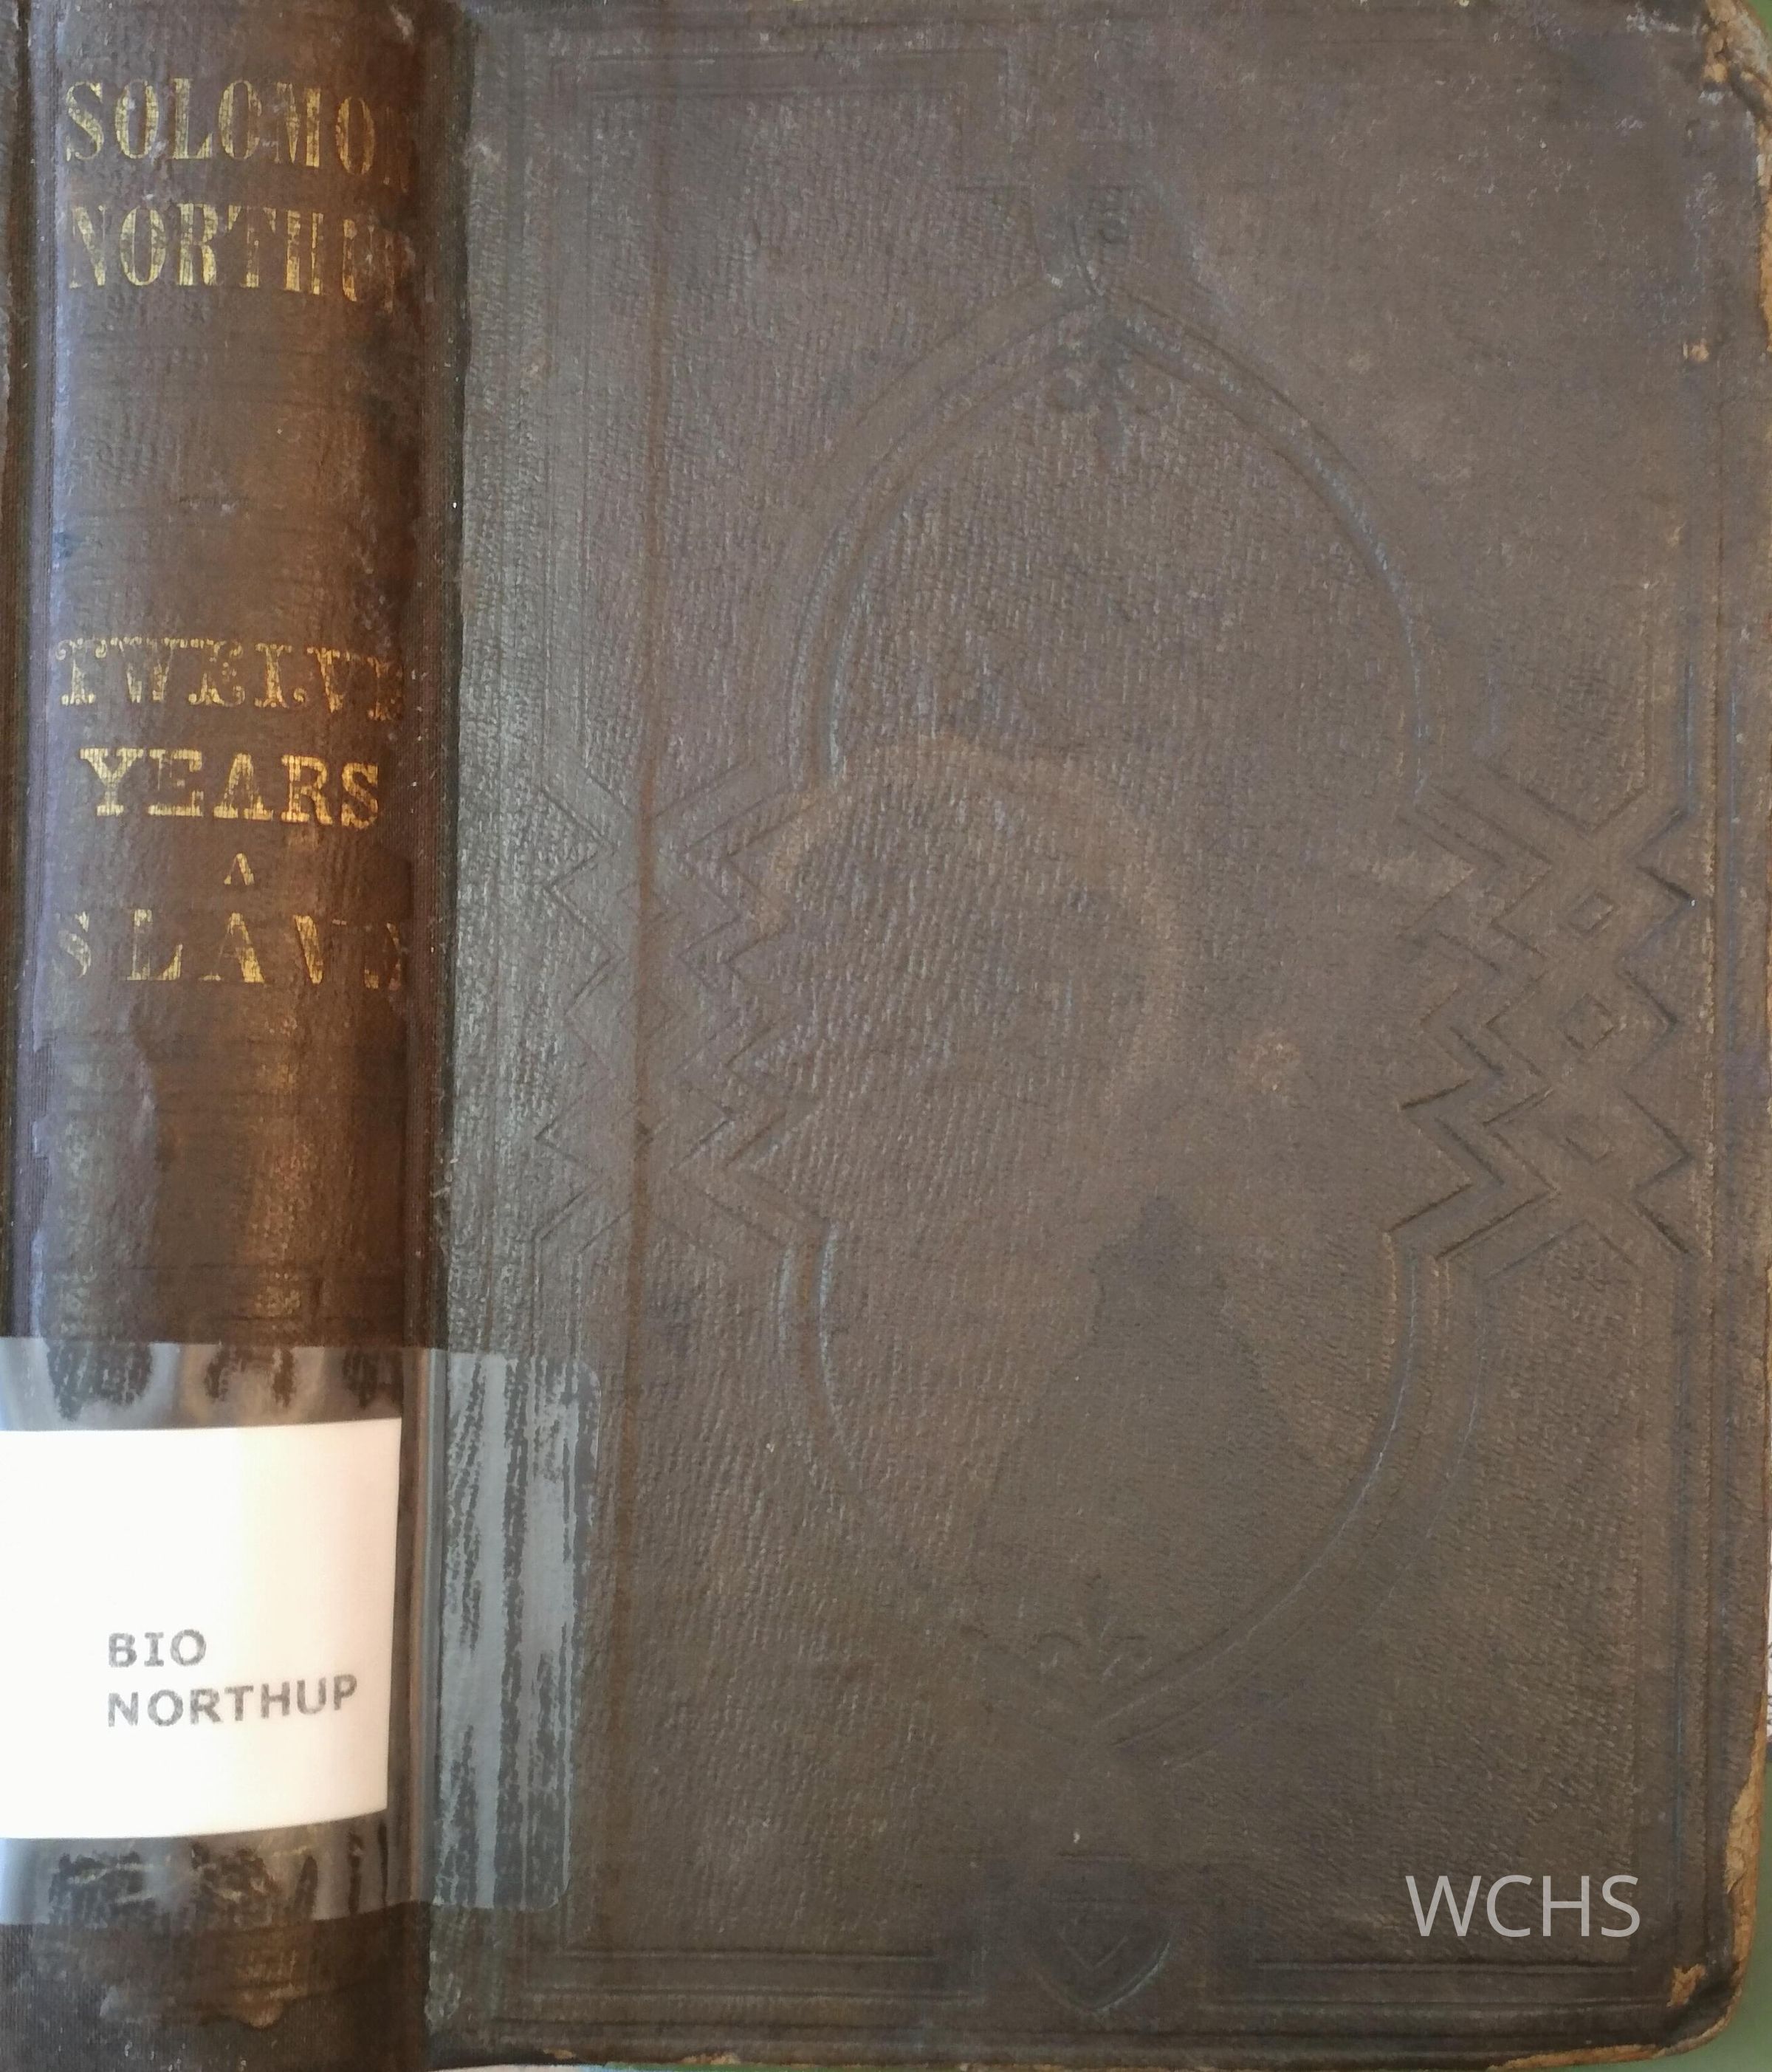 SOLOMON
NORTHUP
TWELVE
YEARS
A
SLAVE
BIO
NORTHUP
WCHS